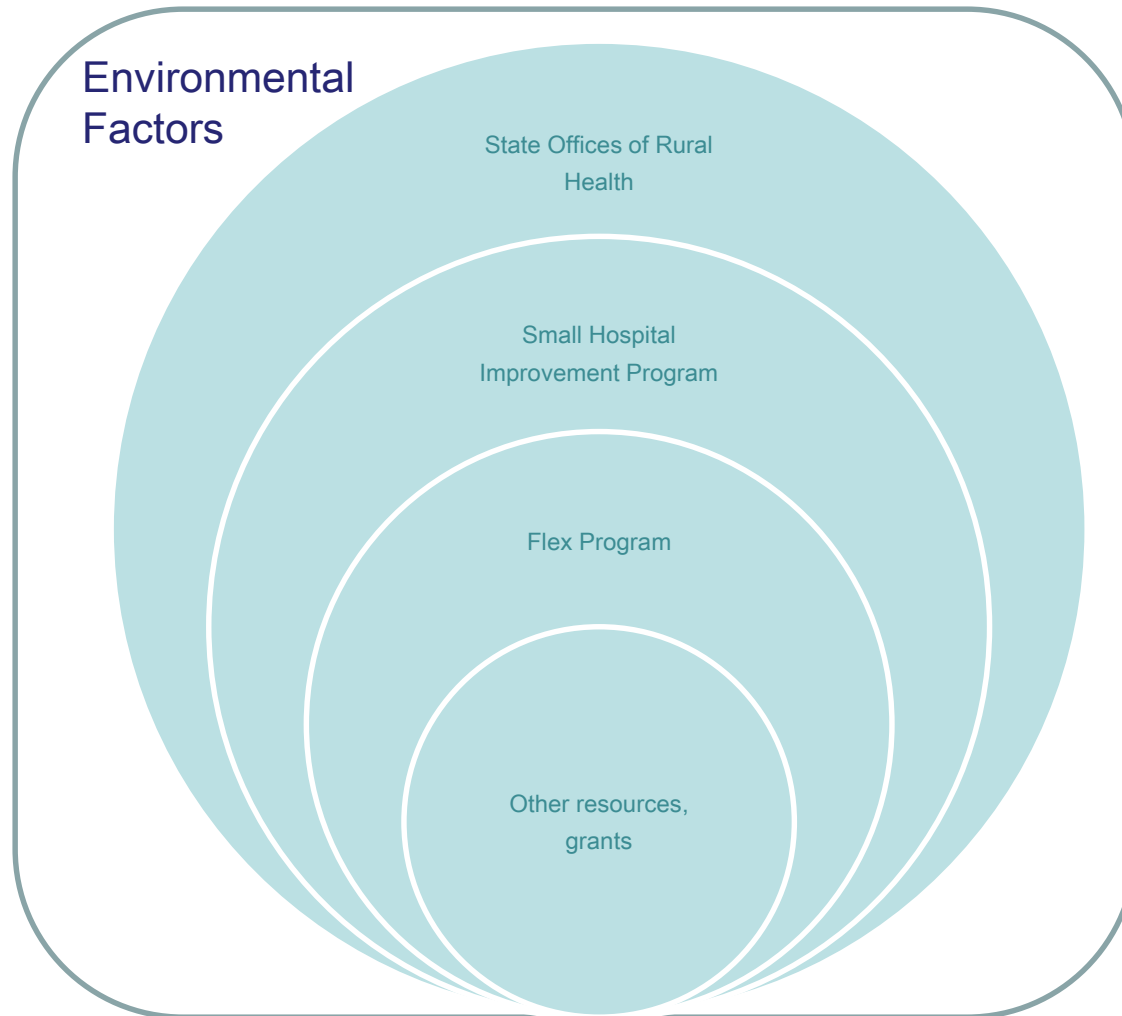 Environmental
Factors
State Offices of Rural
Health
Small Hospital
Improvement Program
Flex Program
Other resources,
grants